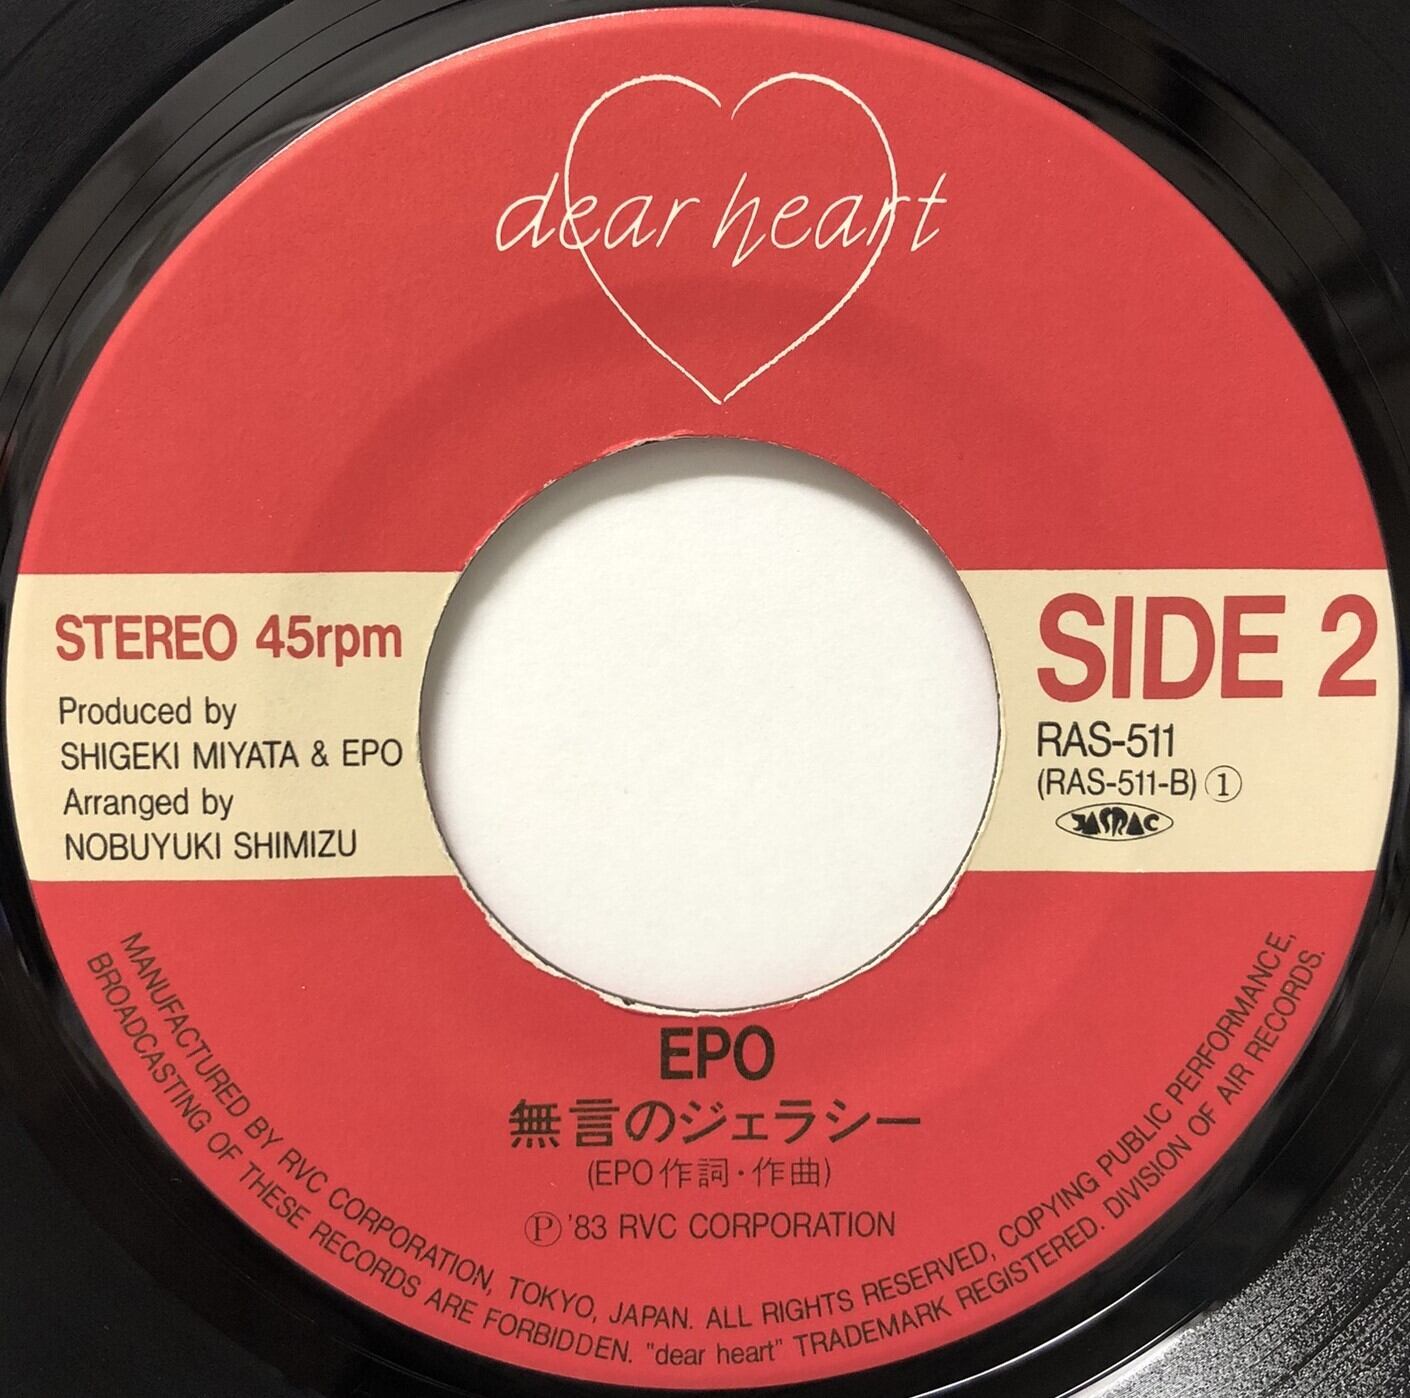 dear heart
STEREO 45rpm
Produced by
SHIGEKI MIYATA & EPO
Arranged by
NOBUYUKI SHIMIZU
SIDE 2
RAS-511
(RAS-511-B) ①
JASRAC
EPO
無言のジェラシー
(EPO作詞・作曲)
Ⓟ '83 RVC CORPORATION
MANUFACTURED BY RVC CORPORATION, TOKYO, JAPAN. ALL RIGHTS RESERVED, COPYING PUBLIC PERFORMANCE,
BROADCASTING OF THESE RECORDS ARE FORBIDDEN. "dear heart" TRADEMARK REGISTERED. DIVISION OF AIR RECORDS.